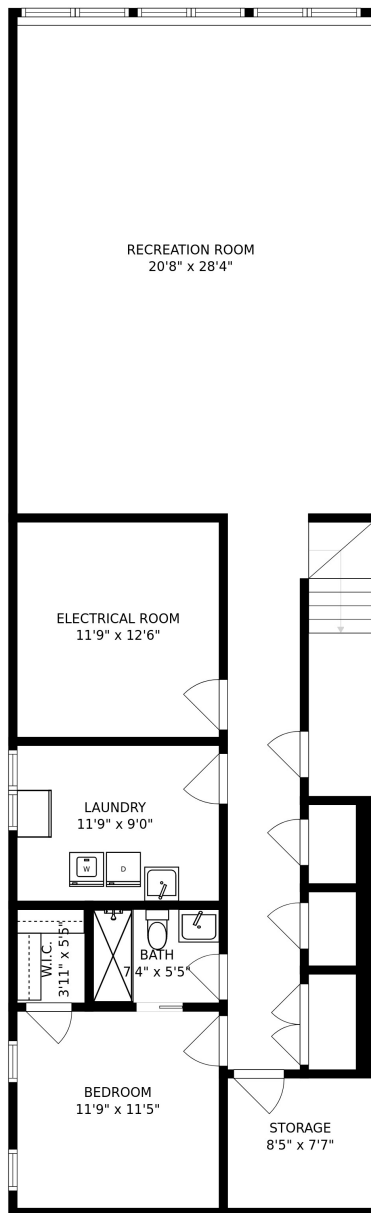 RECREATION ROOM
20'8" x 28'4"
ELECTRICAL ROOM
11'9" x 12'6"
LAUNDRY
11'9" x 9'0"
W
D
W.I.C.
3'11" x 5'5"
BATH
7'4" x 5'5"
BEDROOM
11'9" x 11'5"
STORAGE
8'5" x 7'7"